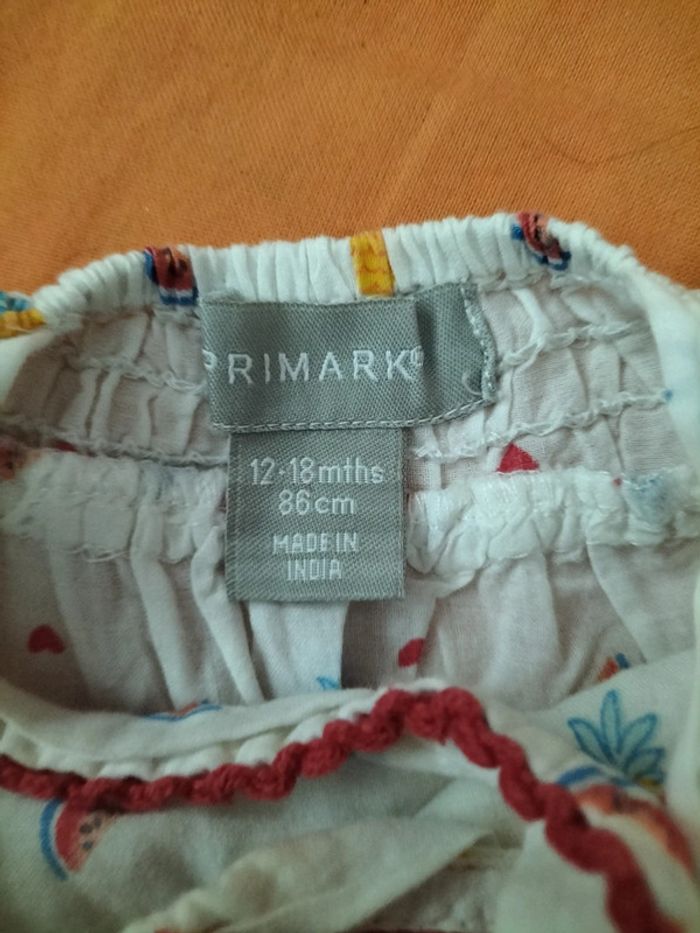 PRIMARK
12-18mths
86cm
MADE IN
INDIA